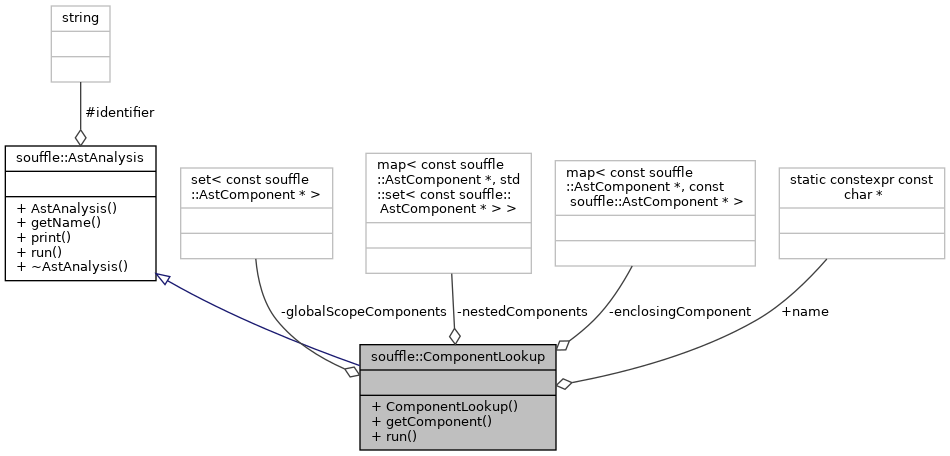 string
#identifier
souffle::AstAnalysis
+ AstAnalysis()
+ getName()
+ print()
+ run()
+ ~AstAnalysis()
set< const souffle
::AstComponent * >
map< const souffle
::AstComponent *, std
::set< const souffle::
AstComponent * > >
map< const souffle
::AstComponent *, const
souffle::AstComponent * >
static constexpr const
char *
-globalScopeComponents
-nestedComponents
-enclosingComponent
+name
souffle::ComponentLookup
+ ComponentLookup()
+ getComponent()
+ run()